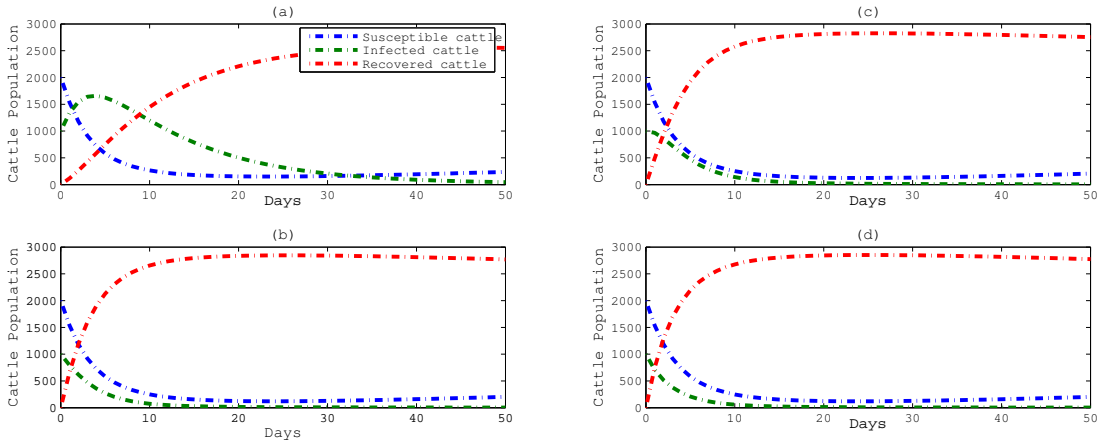 (a)
3000
2500
2000
1500
1000
500
0
Cattle Population
Susceptible cattle
Infected cattle
Recovered cattle
0 10 20 30 40 50
Days
(c)
3000
2500
2000
1500
1000
500
0
Cattle Population
0 10 20 30 40 50
Days
(b)
3000
2500
2000
1500
1000
500
0
Cattle Population
0 10 20 30 40 50
Days
(d)
3000
2500
2000
1500
1000
500
0
Cattle Population
0 10 20 30 40 50
Days